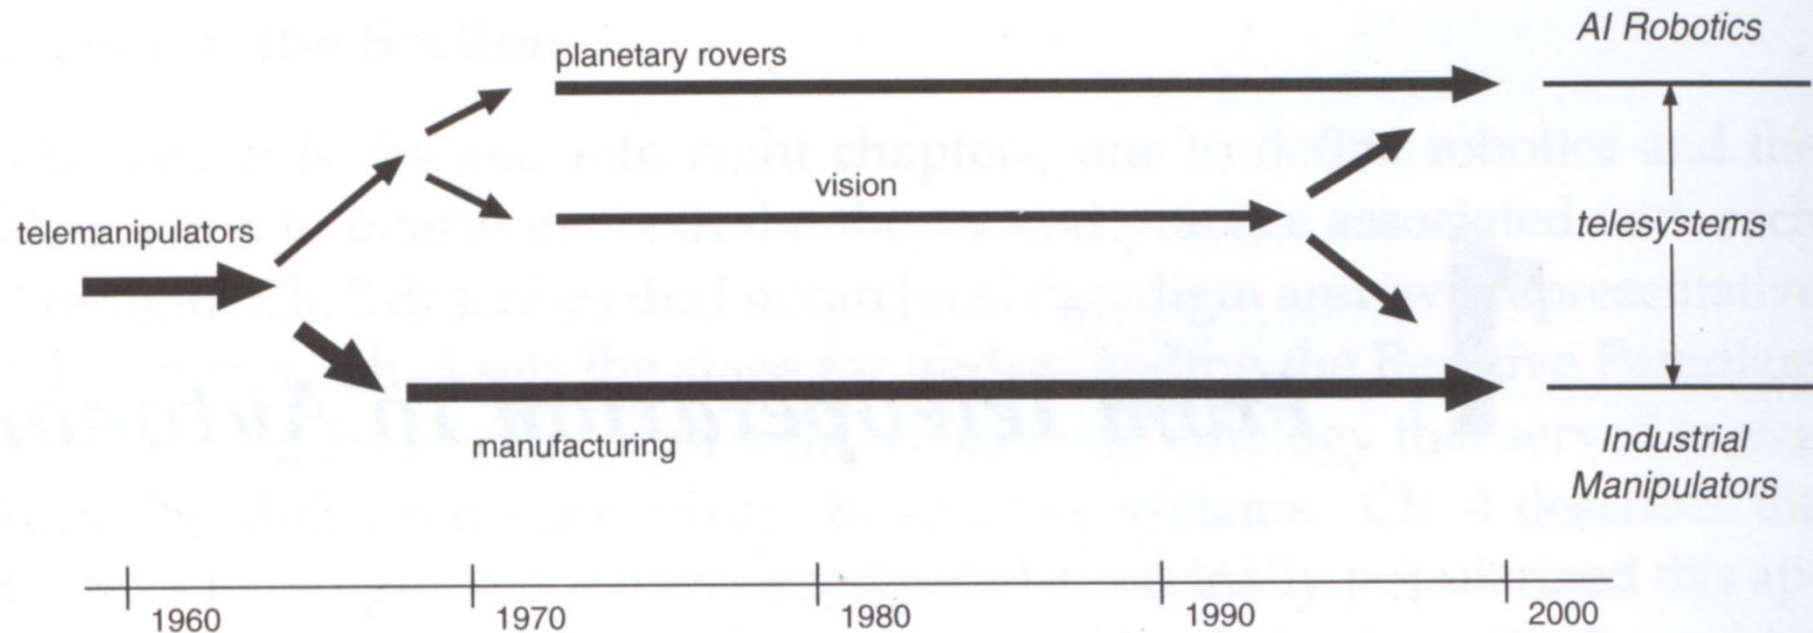 AI Robotics
planetary rovers
vision
telemanipulators
telesystems
manufacturing
Industrial
Manipulators
1960 1970 1980 1990 2000